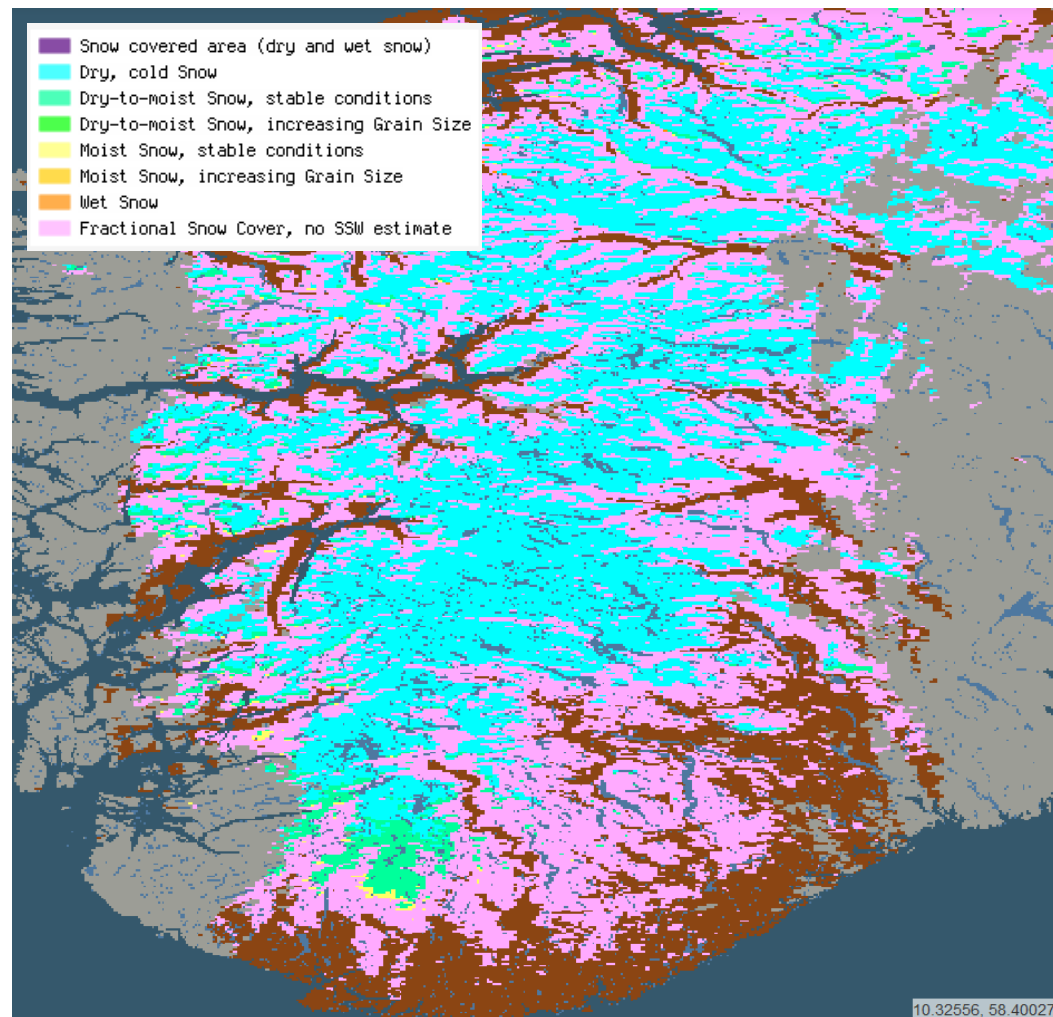 Snow covered area (dry and wet snow)
Dry, cold Snow
Dry-to-moist Snow, stable conditions
Dry-to-moist Snow, increasing Grain Size
Moist Snow, stable conditions
Moist Snow, increasing Grain Size
Wet Snow
Fractional Snow Cover, no SSW estimate
10.32556, 58.40027